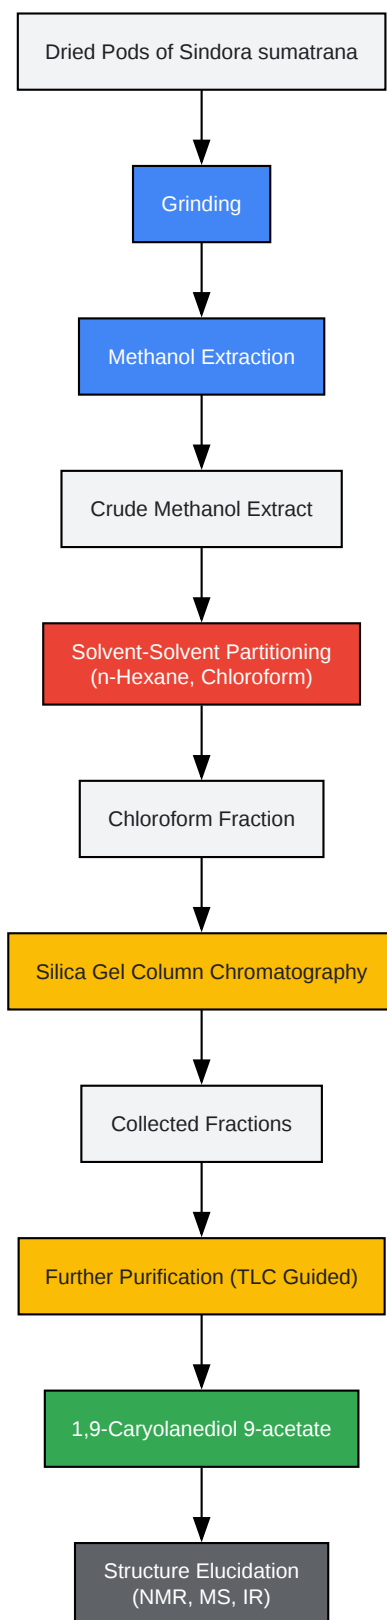 Dried Pods of Sindora sumatrana
Grinding
Methanol Extraction
Crude Methanol Extract
Solvent-Solvent Partitioning
(n-Hexane, Chloroform)
Chloroform Fraction
Silica Gel Column Chromatography
Collected Fractions
Further Purification (TLC Guided)
1,9-Caryolanediol 9-acetate
Structure Elucidation
(NMR, MS, IR)